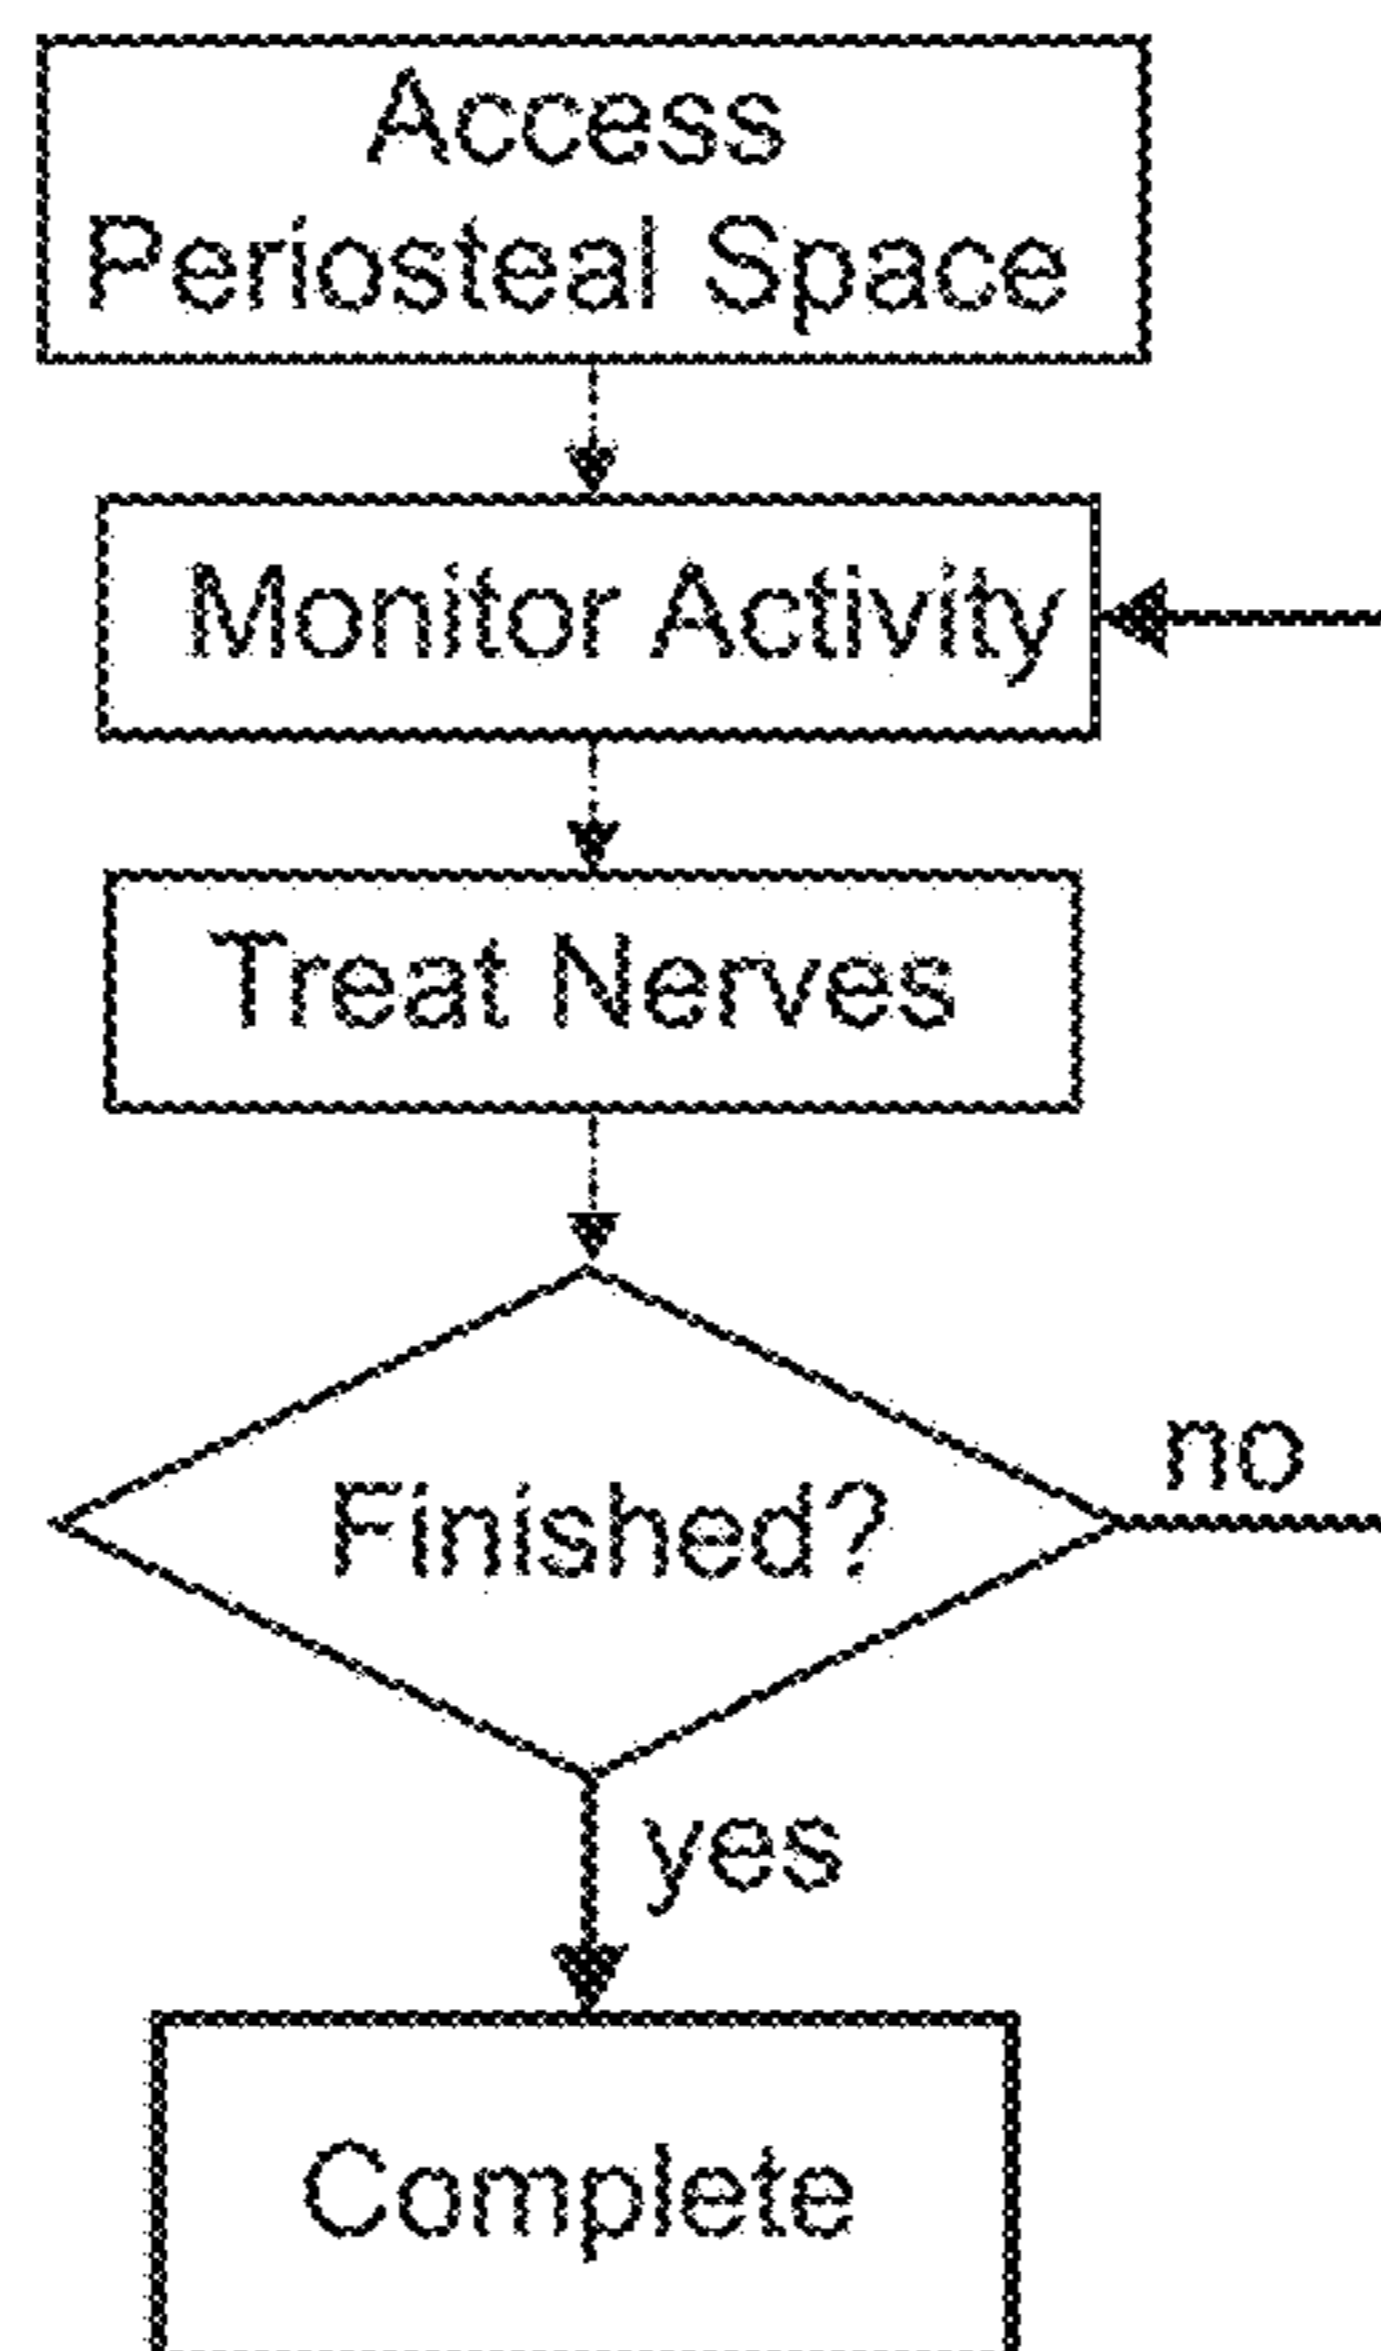 Access
Periosteal Space
Monitor Activity
Treat Nerves
Finished?
no
yes
Complete